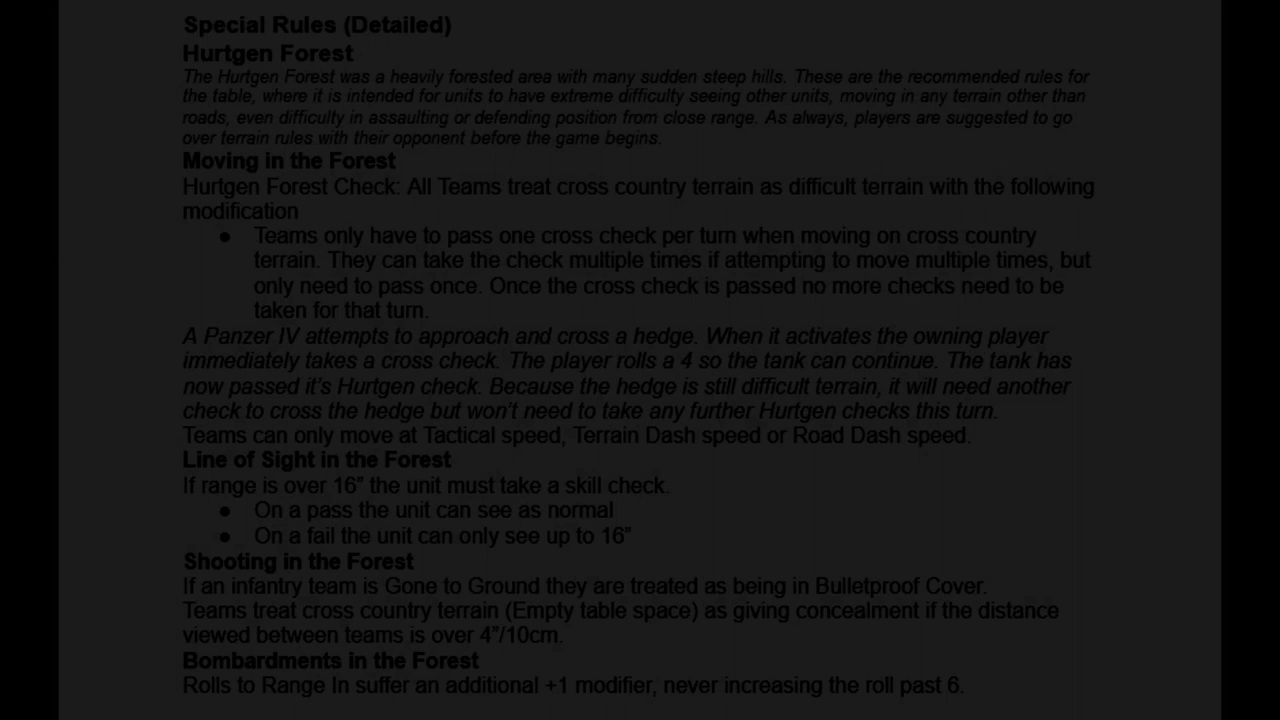 Special Rules (Detailed)
Hurtgen Forest
The Hurtgen Forest was a heavily forested area with many sudden steep hills. These are the recommended rules for
the table, where it is intended for units to have extreme difficulty seeing other units, moving in any terrain other than
roads, even difficulty in assaulting or defending position from close range. As always, players are suggested to go
over terrain rules with their opponent before the game begins.
Moving in the Forest
Hurtgen Forest Check: All Teams treat cross country terrain as difficult terrain with the following
modification
● Teams only have to pass one cross check per turn when moving on cross country
terrain. They can take the check multiple times if attempting to move multiple times, but
only need to pass once. Once the cross check is passed no more checks need to be
taken for that turn.
A Panzer IV attempts to approach and cross a hedge. When it activates the owning player
immediately takes a cross check. The player rolls a 4 so the tank can continue. The tank has
now passed it’s Hurtgen check. Because the hedge is still difficult terrain, it will need another
check to cross the hedge but won’t need to take any further Hurtgen checks this turn.
Teams can only move at Tactical speed, Terrain Dash speed or Road Dash speed.
Line of Sight in the Forest
If range is over 16” the unit must take a skill check.
● On a pass the unit can see as normal
● On a fail the unit can only see up to 16”
Shooting in the Forest
If an infantry team is Gone to Ground they are treated as being in Bulletproof Cover.
Teams treat cross country terrain (Empty table space) as giving concealment if the distance
viewed between teams is over 4”/10cm.
Bombardments in the Forest
Rolls to Range In suffer an additional +1 modifier, never increasing the roll past 6.